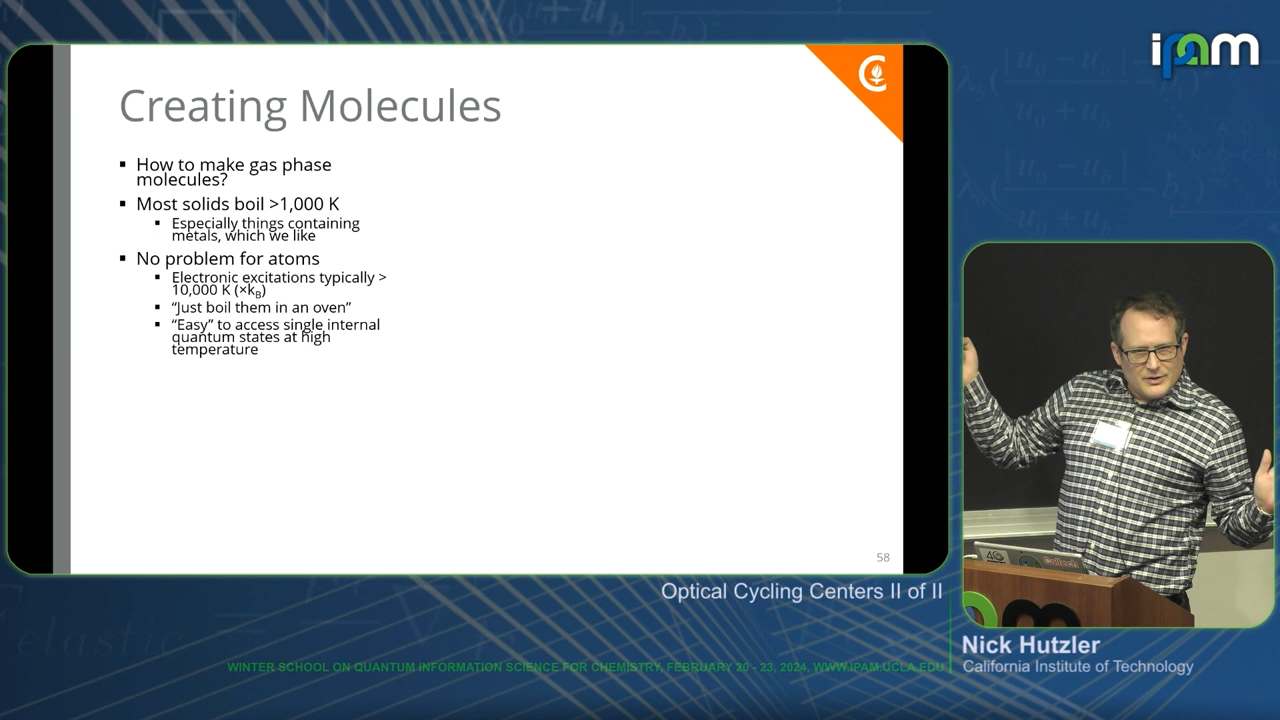 ipam
Creating Molecules
▪ How to make gas phase
molecules?
▪ Most solids boil >1,000 K
▪ Especially things containing
metals, which we like
▪ No problem for atoms
▪ Electronic excitations typically >
10,000 K (×kB)
▪ “Just boil them in an oven”
▪ “Easy” to access single internal
quantum states at high
temperature
58
Optical Cycling Centers II of II
Nick Hutzler
California Institute of Technology
WINTER SCHOOL ON QUANTUM INFORMATION SCIENCE FOR CHEMISTRY, FEBRUARY 20 - 23, 2024, WWW.IPAM.UCLA.EDU
elastic
Caltech